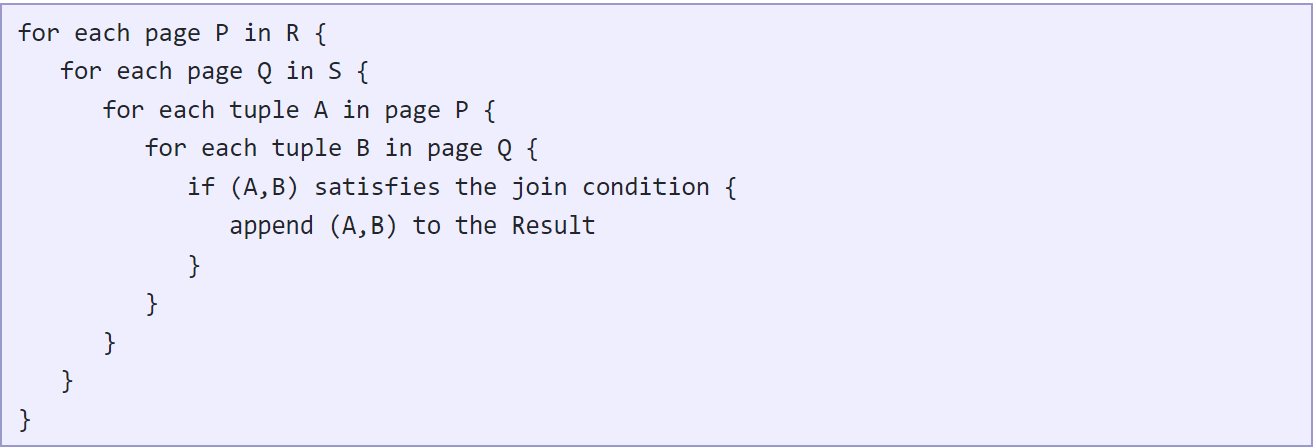 for each page P in R {
   for each page Q in S {
      for each tuple A in page P {
         for each tuple B in page Q {
            if (A,B) satisfies the join condition {
               append (A,B) to the Result
            }
         }
      }
   }
}